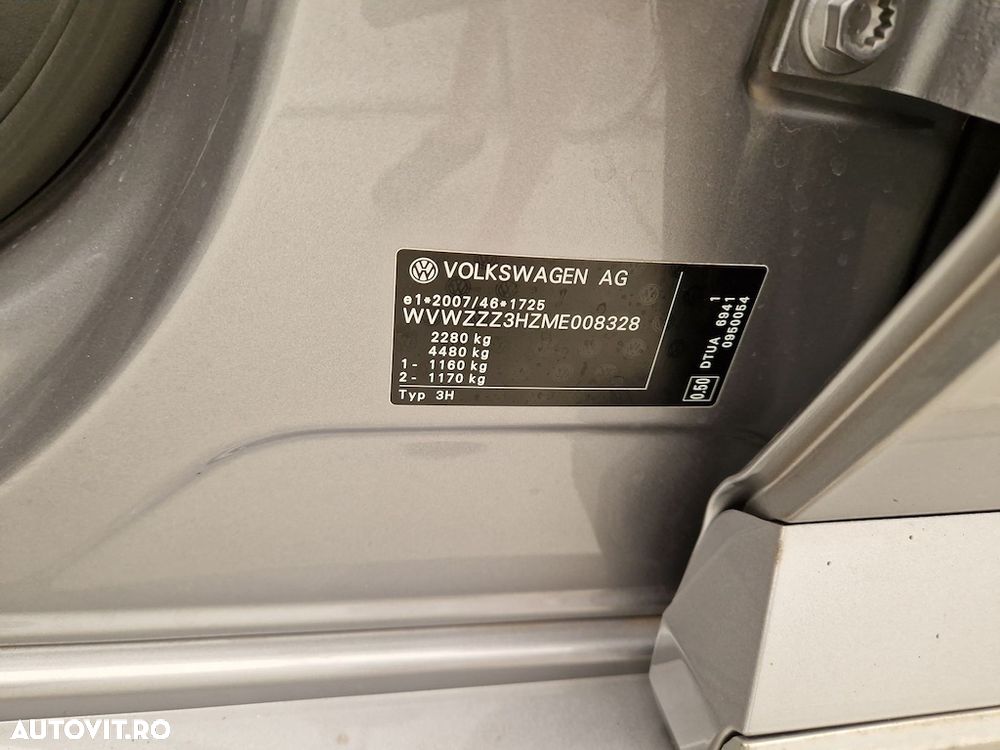 VOLKSWAGEN AG
e1*2007/46*1725
WVWZZZ3HZME008328
2280 kg
4480 kg
1- 1160 kg
2- 1170 kg
Typ 3H
0.50
DTUA 6941 1
0950054
AUTOVIT.RO